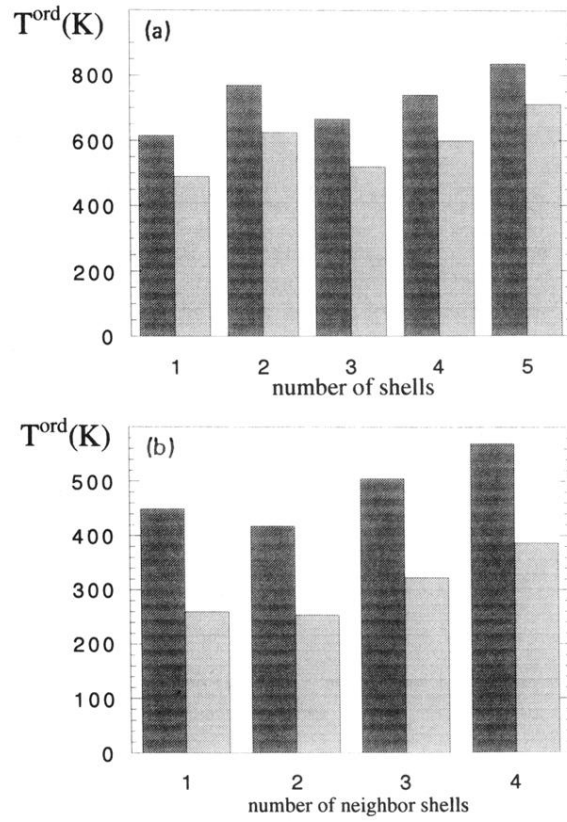 T^ord(K)
(a)
800
600
400
200
0
1 2 3 4 5
number of shells
T^ord(K)
(b)
500
400
300
200
100
0
1 2 3 4
number of neighbor shells